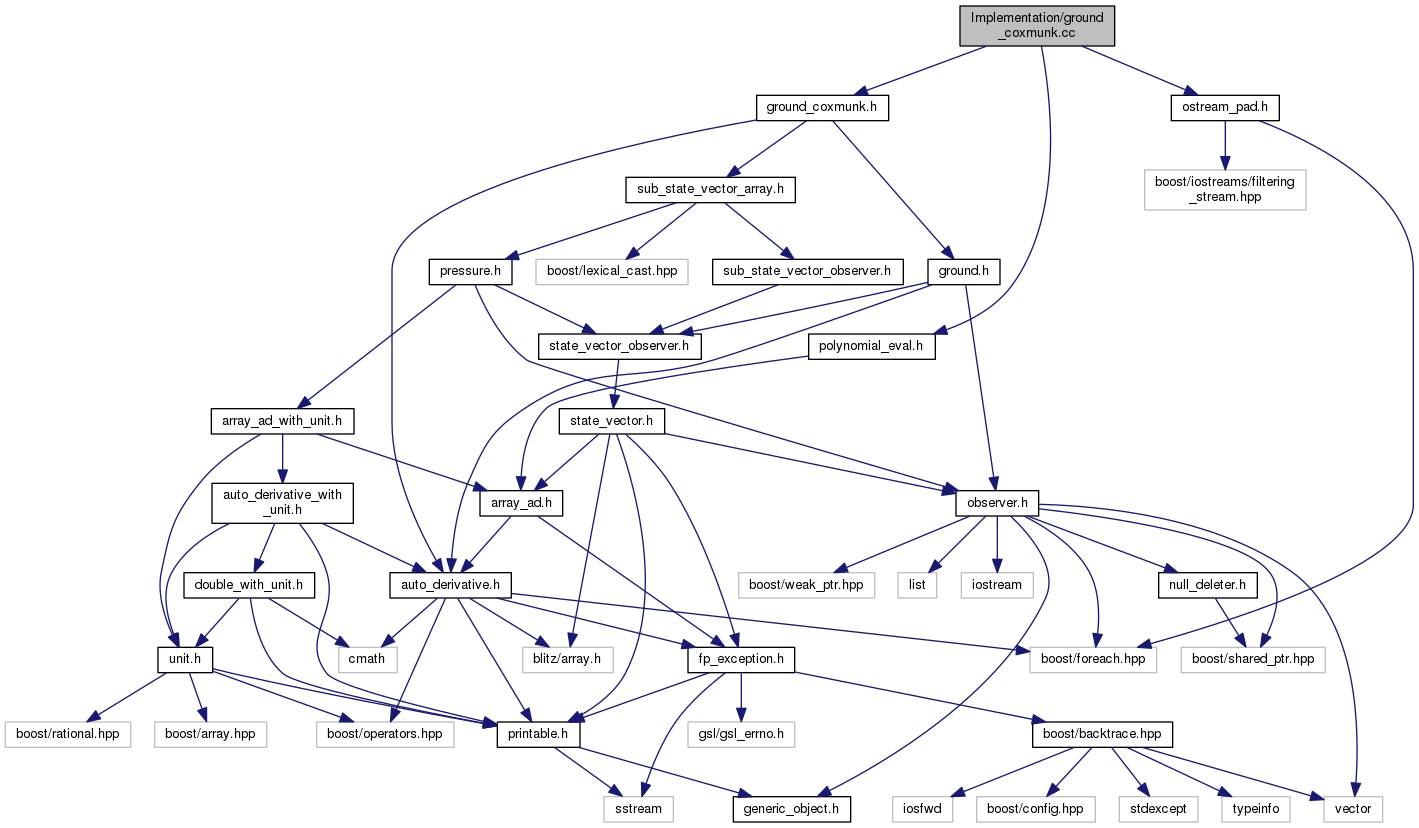 Implementation/ground
_coxmunk.cc
ground_coxmunk.h
ostream_pad.h
sub_state_vector_array.h
boost/iostreams/filtering
_stream.hpp
pressure.h
boost/lexical_cast.hpp
sub_state_vector_observer.h
ground.h
state_vector_observer.h
polynomial_eval.h
array_ad_with_unit.h
state_vector.h
auto_derivative_with
_unit.h
array_ad.h
observer.h
double_with_unit.h
auto_derivative.h
boost/weak_ptr.hpp
list
iostream
null_deleter.h
unit.h
cmath
blitz/array.h
fp_exception.h
boost/foreach.hpp
boost/shared_ptr.hpp
boost/rational.hpp
boost/array.hpp
boost/operators.hpp
printable.h
gsl/gsl_errno.h
boost/backtrace.hpp
sstream
generic_object.h
iosfwd
boost/config.hpp
stdexcept
typeinfo
vector